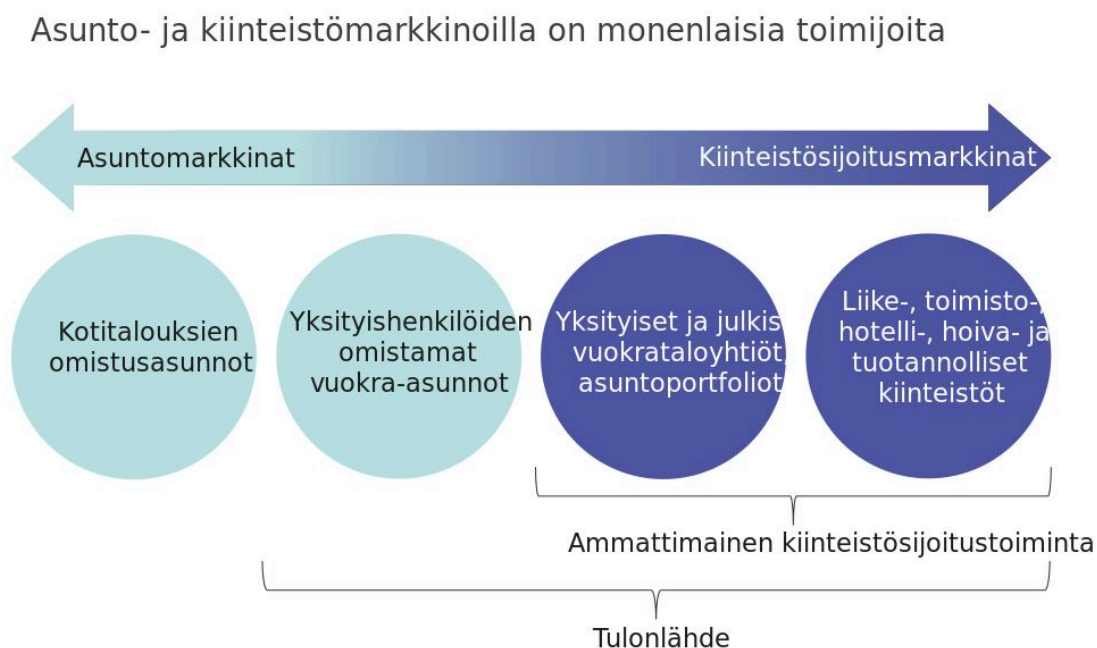 Asunto- ja kiinteistömarkkinoilla on monenlaisia toimijoita
Asuntomarkkinat
Kiinteistösijoitusmarkkinat
Kotitalouksien
omistusasunnot
Yksityishenkilöiden
omistamat
vuokra-asunnot
Yksityiset ja julkis
vuokrataloyhtiöt,
asuntoportfoliot
Liike-, toimisto-,
hotelli-, hoiva- ja
tuotannolliset
kiinteistöt
Ammattimainen kiinteistösijoitustoiminta
Tulonlähde